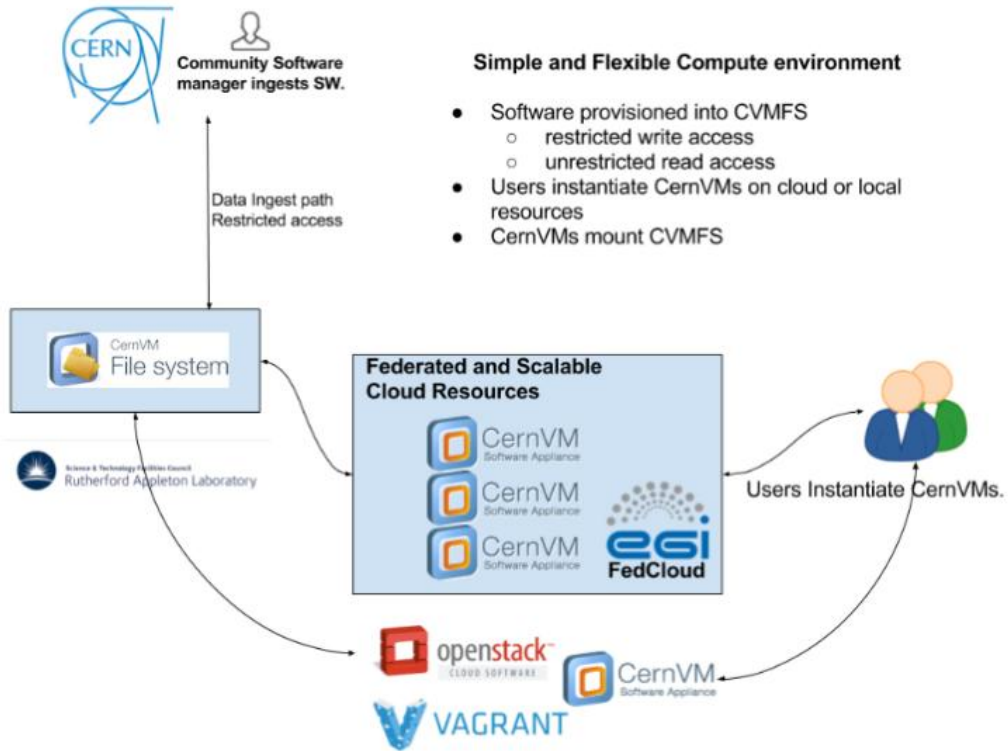 CERN
Community Software
manager ingests SW.
Simple and Flexible Compute environment
● Software provisioned into CVMFS
○ restricted write access
○ unrestricted read access
● Users instantiate CernVMs on cloud or local
resources
● CernVMs mount CVMFS
Data Ingest path
Restricted access
CernVM
File system
Science & Technology Facilities Council
Rutherford Appleton Laboratory
Federated and Scalable
Cloud Resources
CernVM
Software Appliance
CernVM
Software Appliance
CernVM
Software Appliance
egi
FedCloud
Users Instantiate CernVMs.
openstack
CLOUD SOFTWARE
CernVM
Software Appliance
VAGRANT